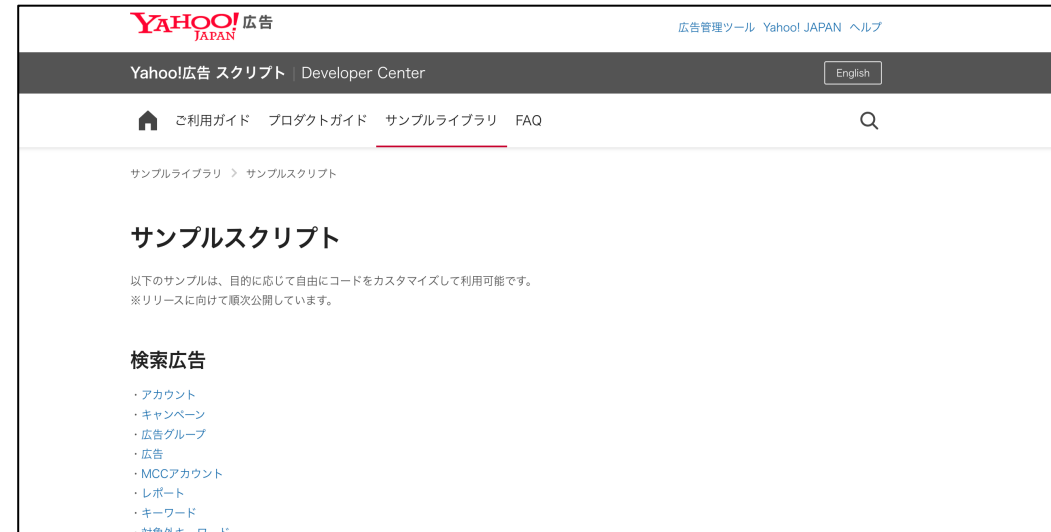 YAHOO! 広告
JAPAN
広告管理ツール Yahoo! JAPAN ヘルプ
Yahoo!広告 スクリプト | Developer Center
English
ご利用ガイド プロダクトガイド サンプルライブラリ FAQ
サンプルライブラリ > サンプルスクリプト
サンプルスクリプト
以下のサンプルは、目的に応じて自由にコードをカスタマイズして利用可能です。
※リリースに向けて順次公開しています。
検索広告
・アカウント
・キャンペーン
・広告グループ
・広告
・MCCアカウント
・レポート
・キーワード
・対象外キーワード